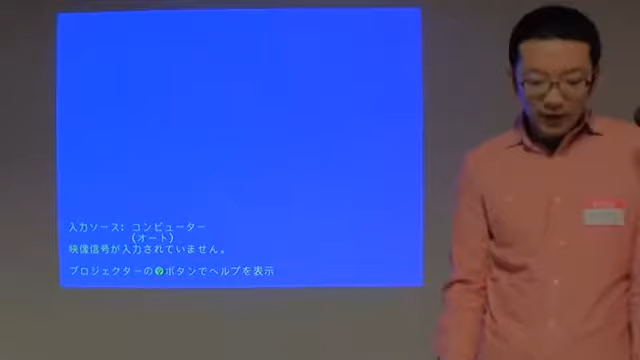 入力ソース: コンピューター
(オート)
映像信号が入力されていません。
プロジェクターの?ボタンでヘルプを表示